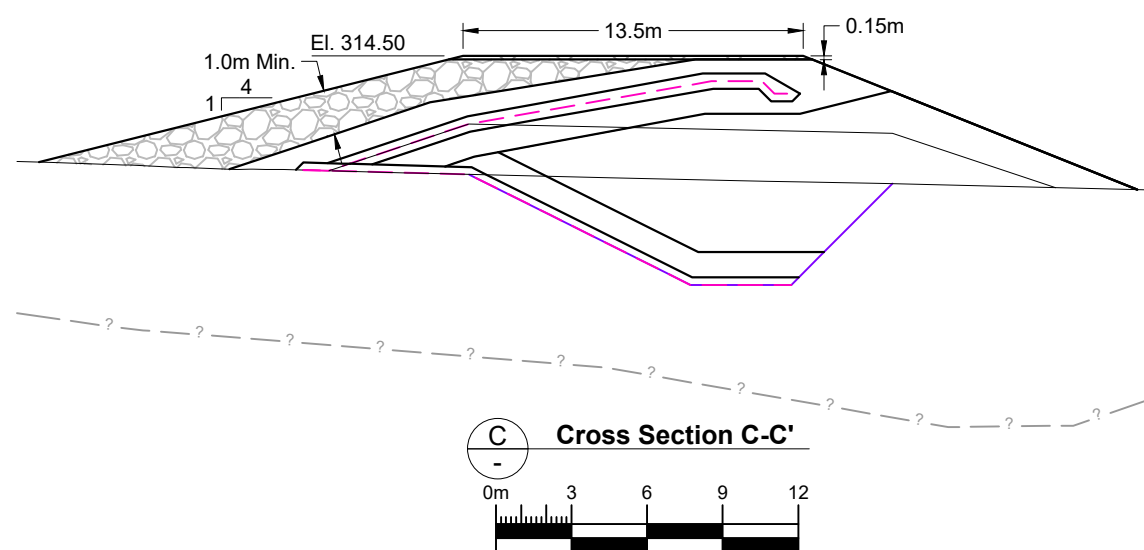 13.5m
0.15m
El. 314.50
1.0m Min.
4
1
? ? ? ? ? ? ? ? ? ? ? ?
C
-
Cross Section C-C'
0m 3 6 9 12